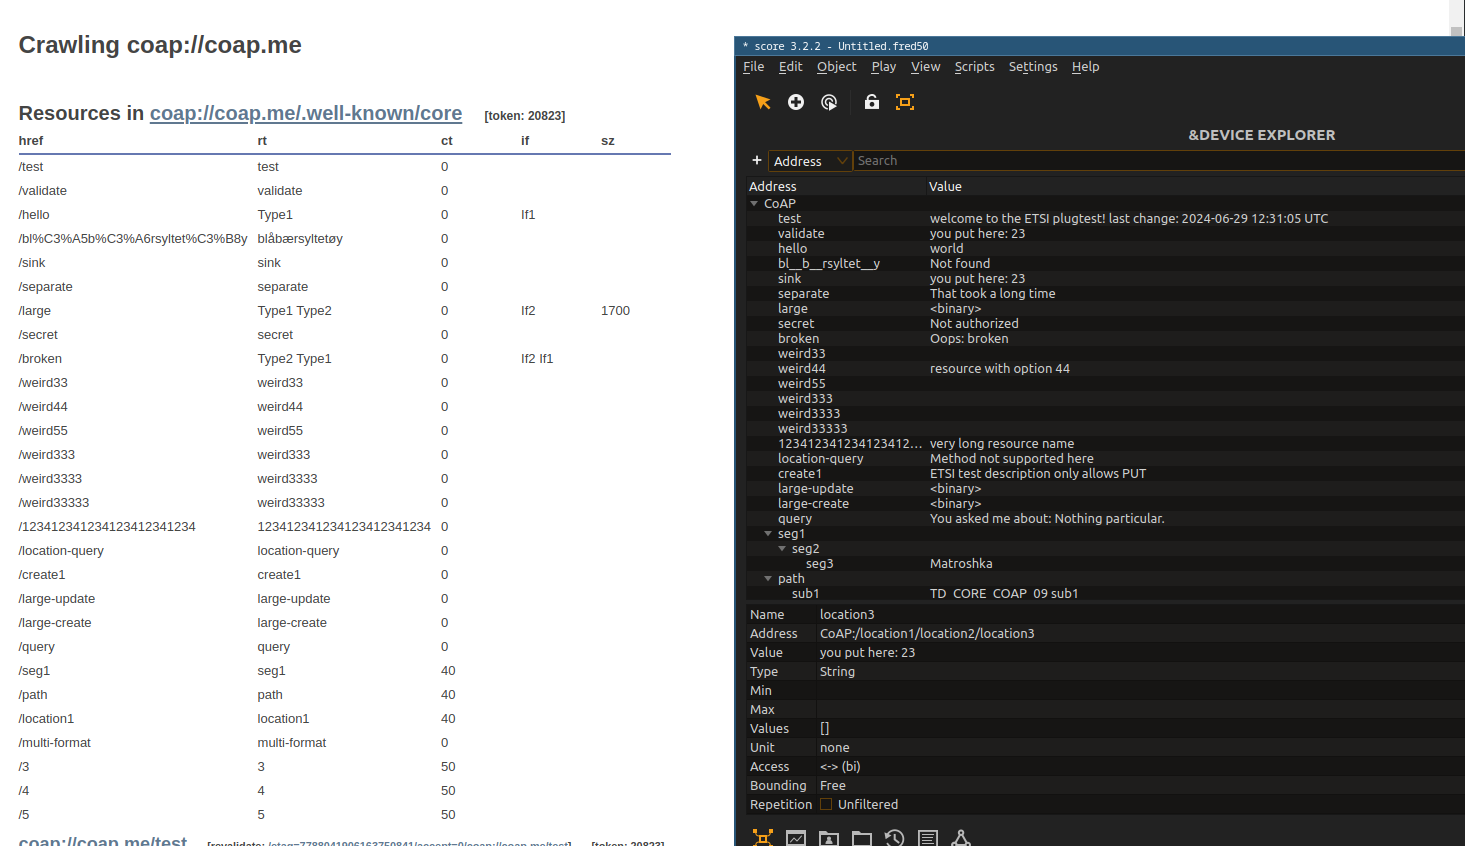 Crawling coap://coap.me
Resources in coap://coap.me/.well-known/core [token: 20823]
href rt ct if sz
/test test 0
/validate validate 0
/hello Type1 0 If1
/bl%C3%A5b%C3%A6rsyltet%C3%B8y blåbærsyltetøy 0
/sink sink 0
/separate separate 0
/large Type1 Type2 0 If2 1700
/secret secret 0
/broken Type2 Type1 0 If2 If1
/weird33 weird33 0
/weird44 weird44 0
/weird55 weird55 0
/weird333 weird333 0
/weird3333 weird3333 0
/weird33333 weird33333 0
/123412341234123412341234 123412341234123412341234 0
/location-query location-query 0
/create1 create1 0
/large-update large-update 0
/large-create large-create 0
/query query 0
/seg1 seg1 40
/path path 40
/location1 location1 40
/multi-format multi-format 0
/3 3 50
/4 4 50
/5 5 50
coap://coap.me/test
* score 3.2.2 - Untitled.fred50
File Edit Object Play View Scripts Settings Help
&DEVICE EXPLORER
+ Address Search
Address Value
CoAP
test welcome to the ETSI plugtest! last change: 2024-06-29 12:31:05 UTC
validate you put here: 23
hello world
bl__b__rsyltet__y Not found
sink you put here: 23
separate That took a long time
large <binary>
secret Not authorized
broken Oops: broken
weird33
weird44 resource with option 44
weird55
weird333
weird3333
weird33333
123412341234123412... very long resource name
location-query Method not supported here
create1 ETSI test description only allows PUT
large-update <binary>
large-create <binary>
query You asked me about: Nothing particular.
seg1
seg2
seg3 Matroshka
path
sub1 TD_CORE_COAP_09 sub1
Name location3
Address CoAP:/location1/location2/location3
Value you put here: 23
Type String
Min
Max
Values []
Unit none
Access <-> (bi)
Bounding Free
Repetition Unfiltered